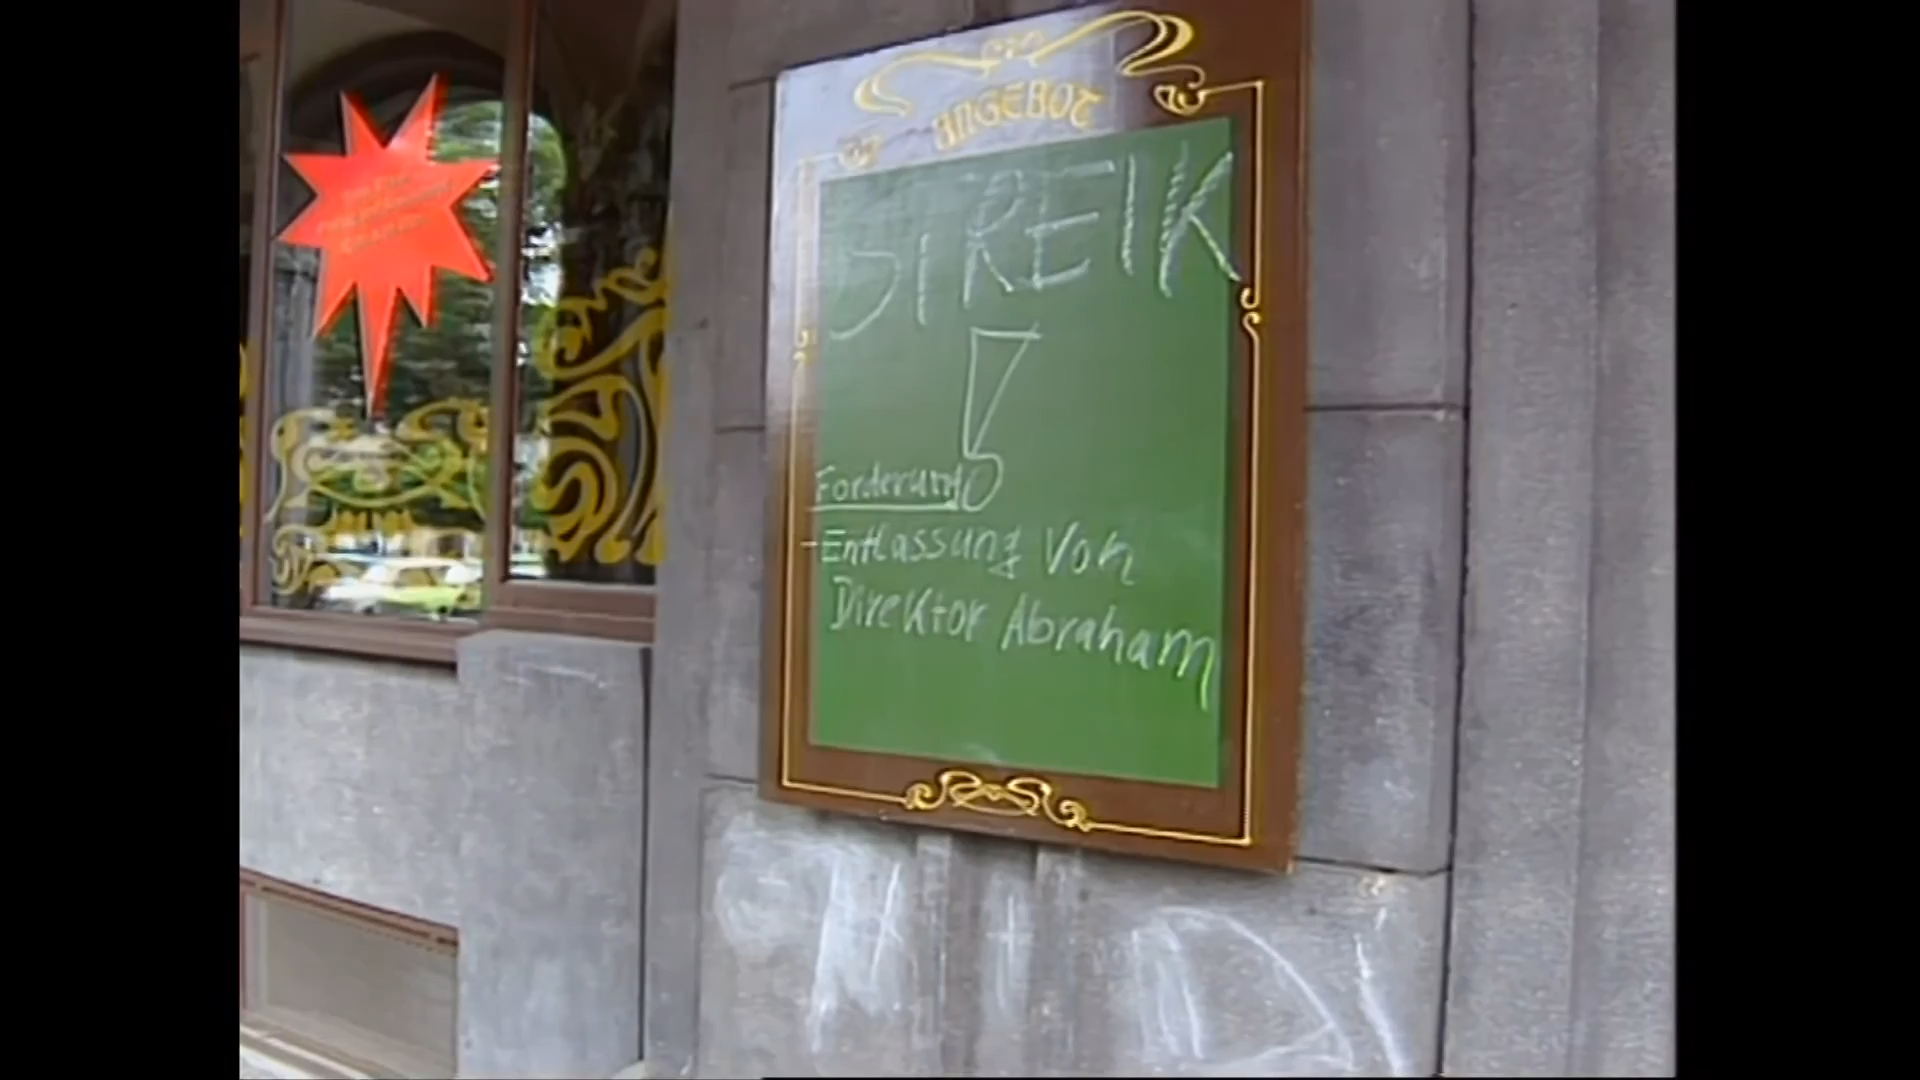 ANGEBOT
STREIK
!
Forderung
-Entlassung von
Direktor Abraham